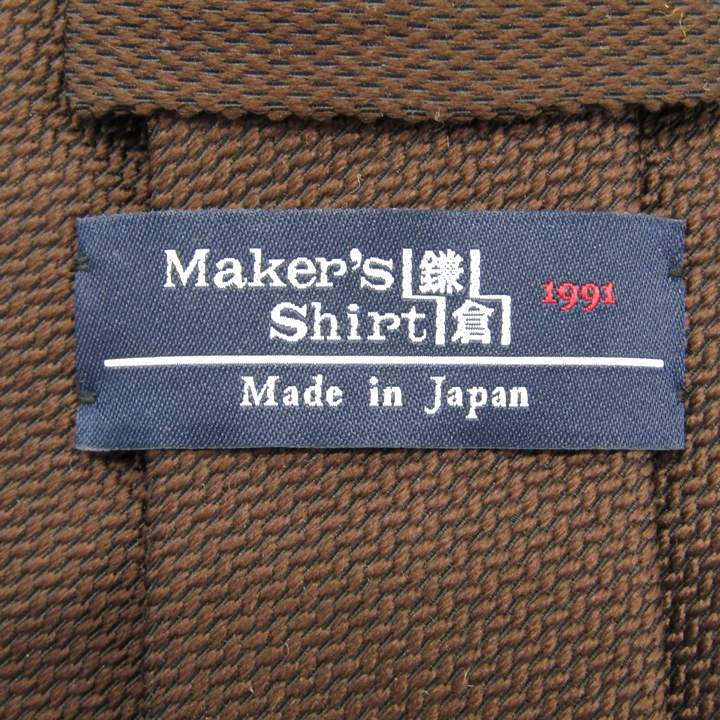 Maker's 鎌 1991
Shirt 倉
Made in Japan